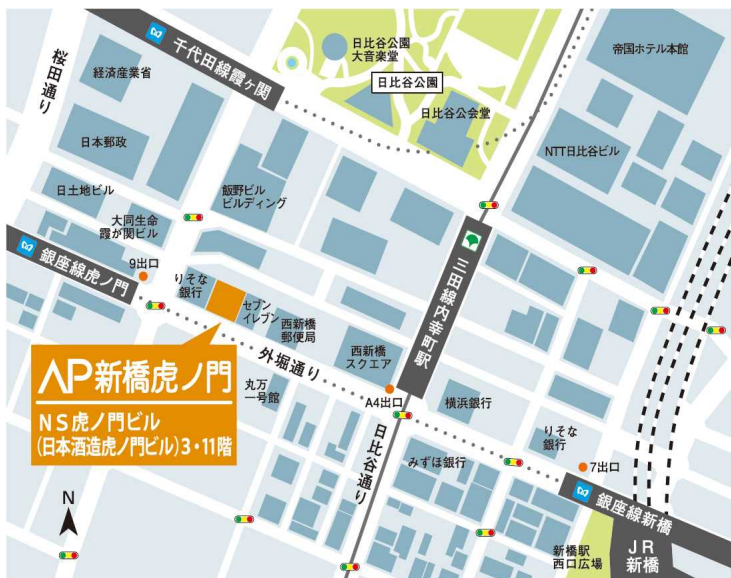 千代田線霞ヶ関
桜田通り
経済産業省
日本郵政
日土地ビル
大同生命
霞が関ビル
飯野ビル
ビルディング
日比谷公園
大音楽堂
日比谷公園
日比谷公会堂
帝国ホテル本館
NTT日比谷ビル
銀座線虎ノ門
9出口
りそな
銀行
セブン
イレブン
西新橋
郵便局
西新橋
スクエア
外堀通り
三田線内幸町駅
A4出口
横浜銀行
りそな
銀行
7出口
丸万
一号館
みずほ銀行
日比谷通り
銀座線新橋
新橋駅
西口広場
JR
新橋
AP新橋虎ノ門
NS虎ノ門ビル
(日本酒造虎ノ門ビル)3・11階
N